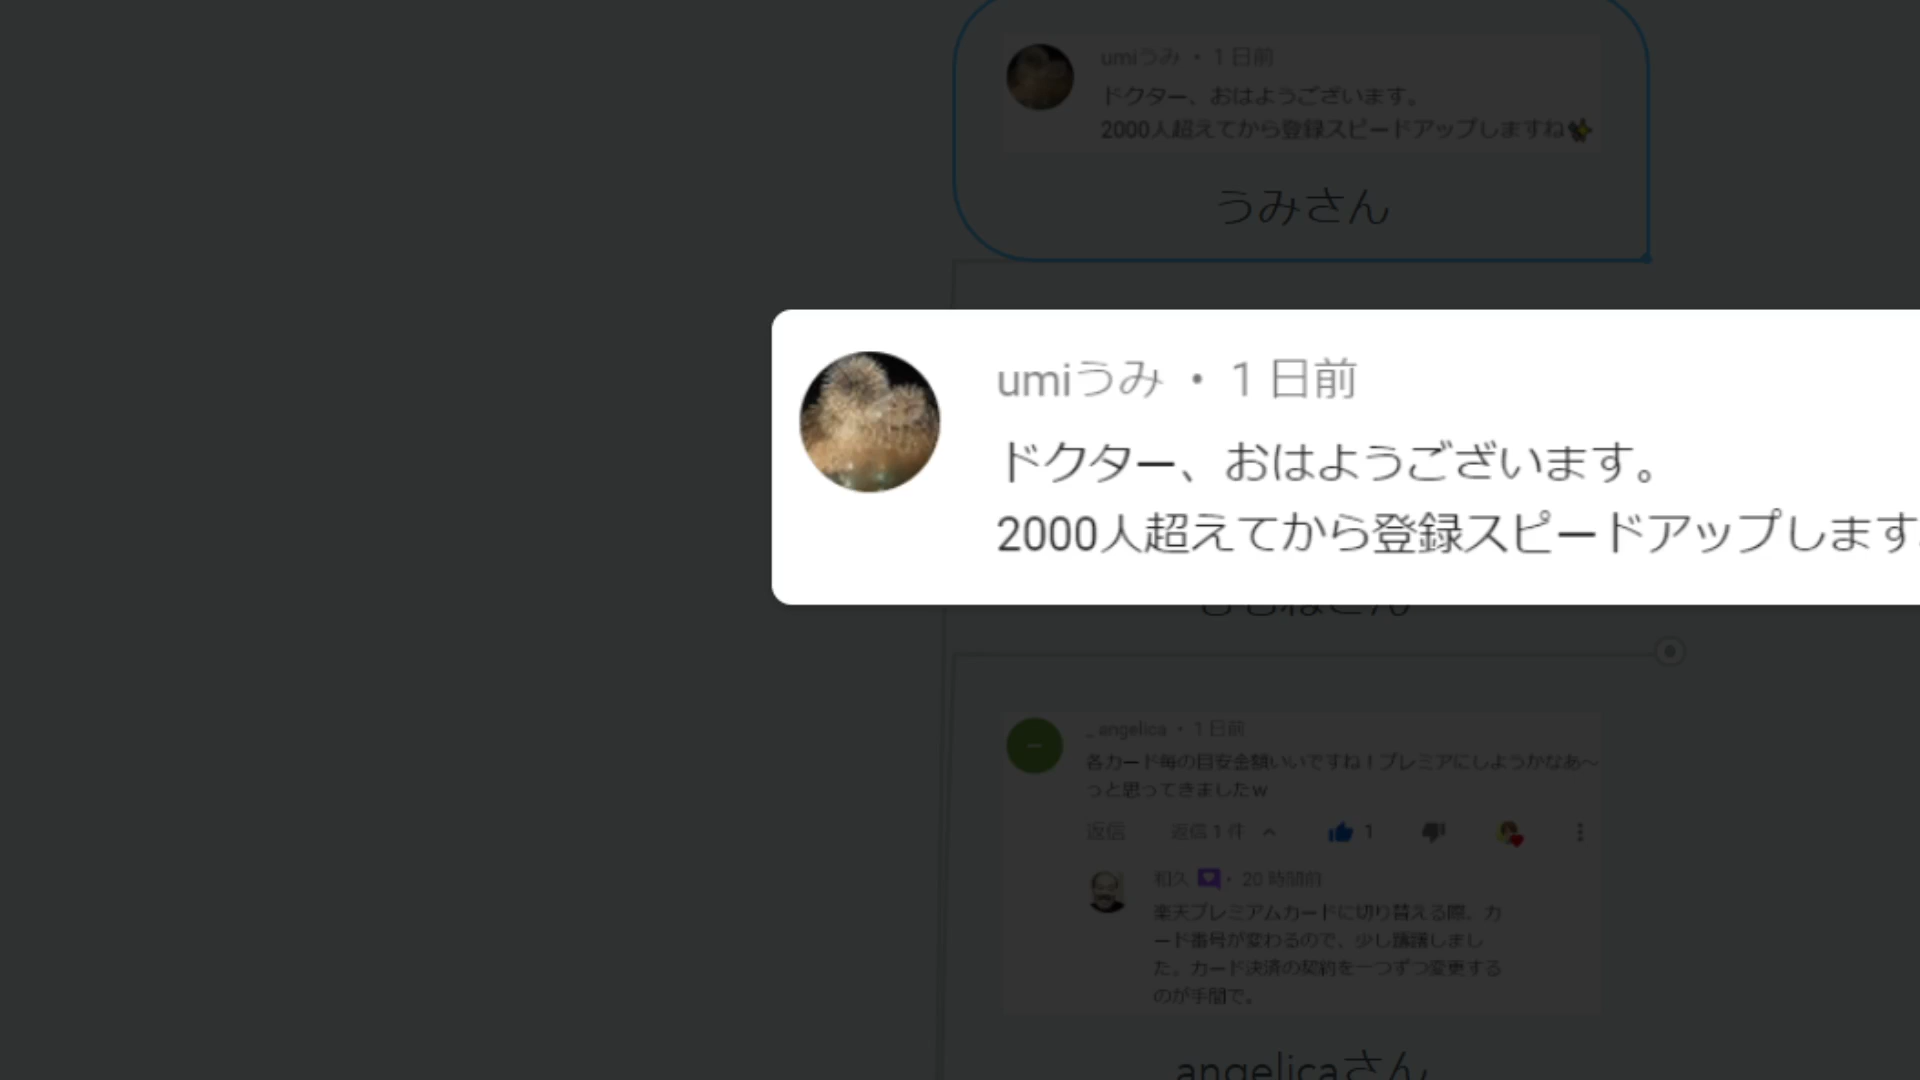 umiうみ ・ 1 日前
ドクター、おはようございます。
2000人超えてから登録スピードアップしますね
うみさん
umiうみ ・ 1 日前
ドクター、おはようございます。
2000人超えてから登録スピードアップします
_ angelica ・ 1 日前
各カード毎の目安金額いいですね！プレミアにしようかなあ〜
っと思ってきましたｗ
返信 返信 1 件 1
和久 ・ 20 時間前
楽天プレミアムカードに切り替える際、カ
ード番号が変わるので、少し躊躇しまし
た。カード決済の契約を一つずつ変更する
のが手間で。
angelicaさん